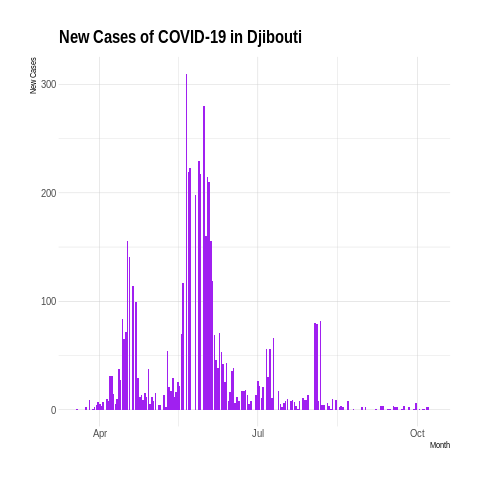 New Cases of COVID-19 in Djibouti
New Cases
300
200
100
0
Apr
Jul
Oct
Month